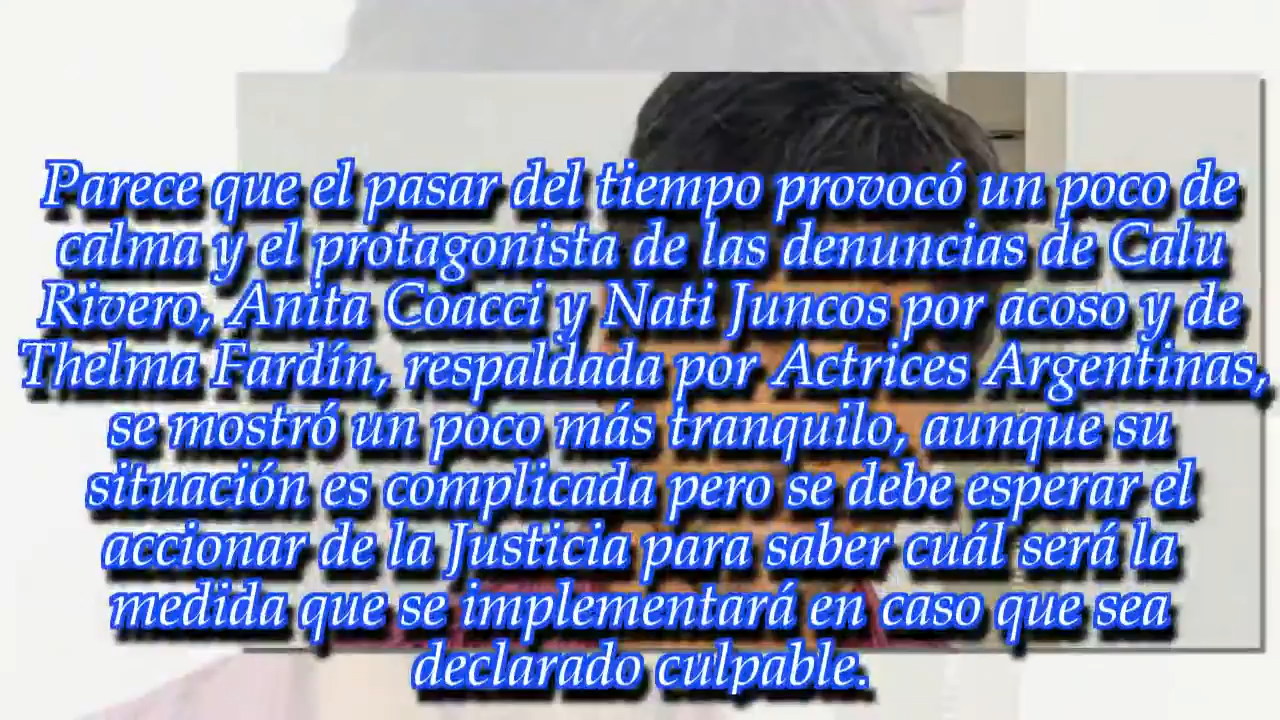 Parece que el pasar del tiempo provocó un poco de
calma y el protagonista de las denuncias de Calu
Rivero, Anita Coacci y Nati Juncos por acoso y de
Thelma Fardín, respaldada por Actrices Argentinas,
se mostró un poco más tranquilo, aunque su
situación es complicada pero se debe esperar el
accionar de la Justicia para saber cuál será la
medida que se implementará en caso que sea
declarado culpable.